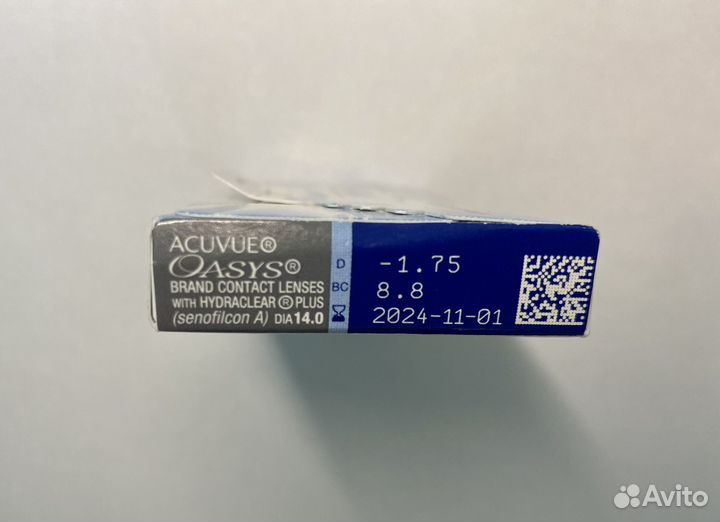 ACUVUE®
OASYS®
BRAND CONTACT LENSES
WITH HYDRACLEAR® PLUS
(senofilcon A) DIA 14.0
D -1.75
BC 8.8
2024-11-01
Avito